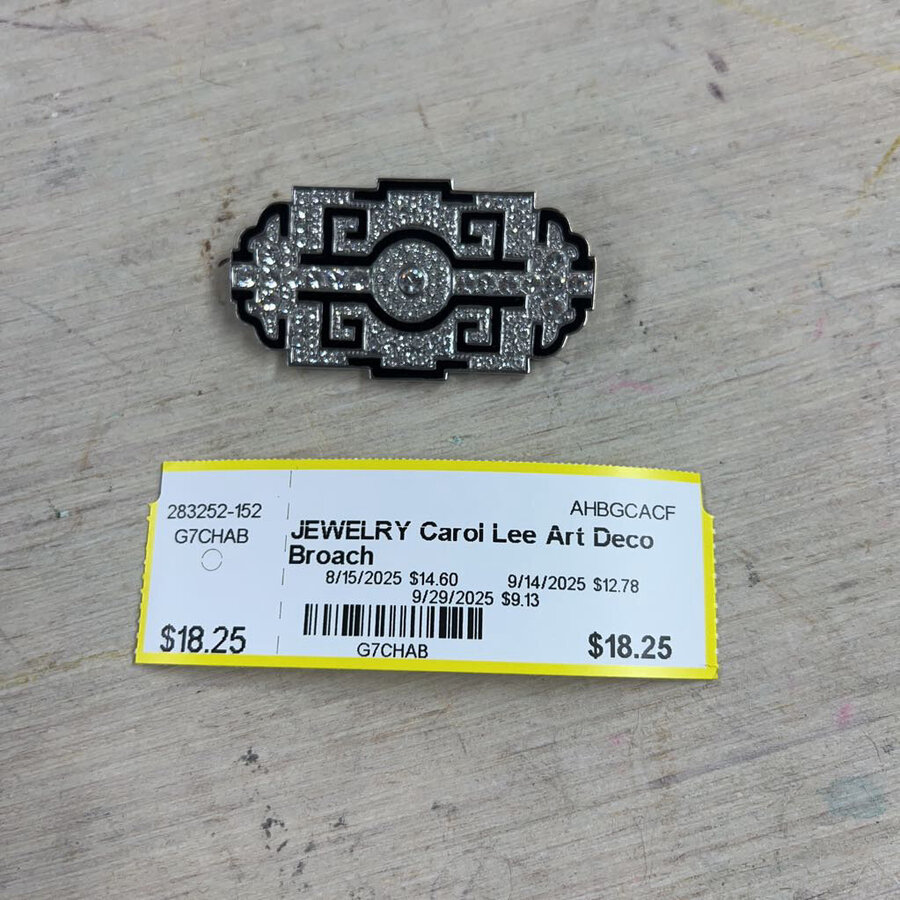 283252-152
G7CHAB
$18.25
AHBGCACF
JEWELRY Carol Lee Art Deco
Broach
8/15/2025 $14.60 9/14/2025 $12.78
9/29/2025 $9.13
G7CHAB
$18.25